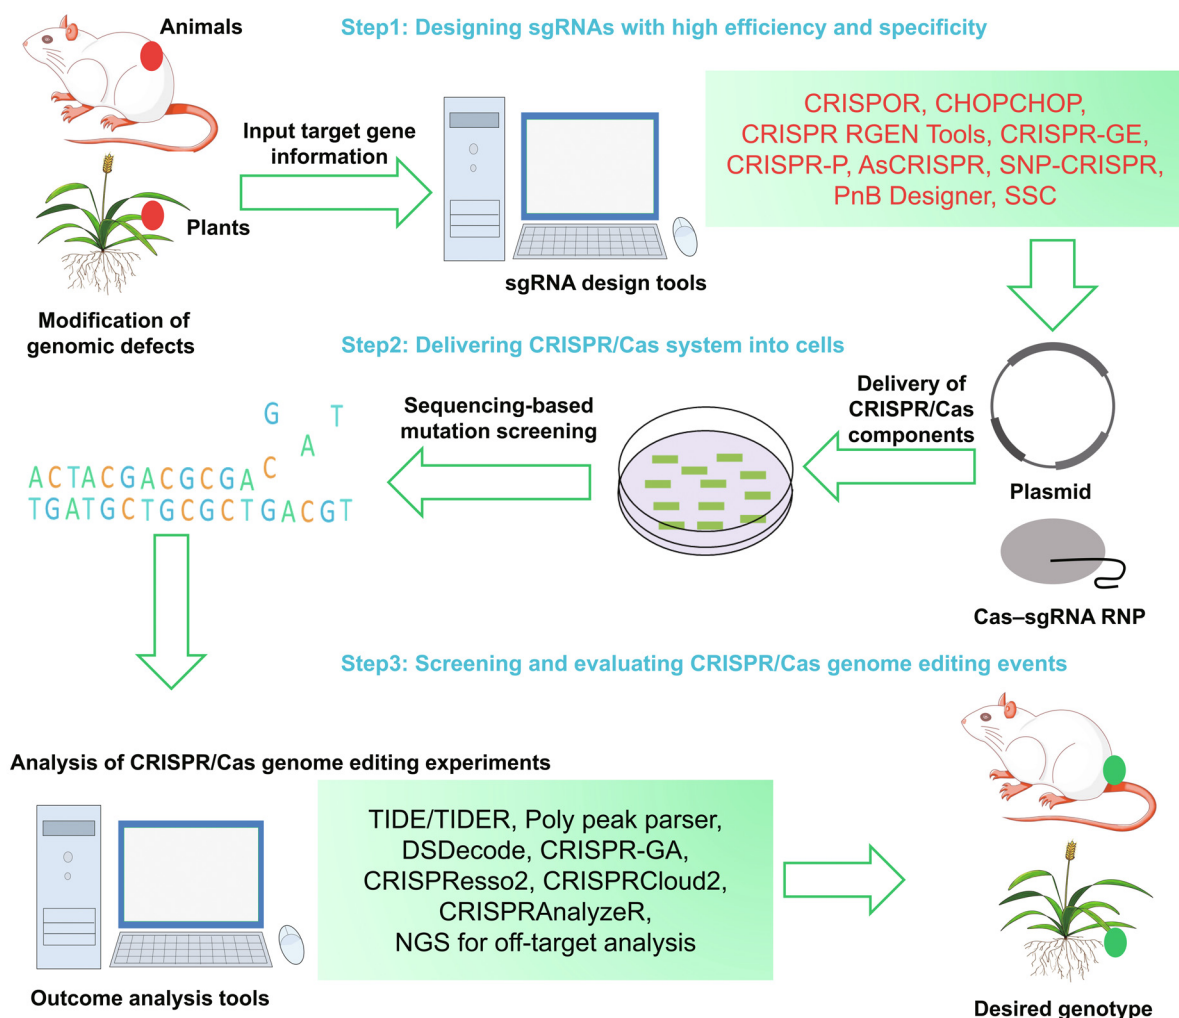 Animals
Step1: Designing sgRNAs with high efficiency and specificity
Input target gene
information
Plants
Modification of
genomic defects
sgRNA design tools
CRISPOR, CHOPCHOP,
CRISPR RGEN Tools, CRISPR-GE,
CRISPR-P, AsCRISPR, SNP-CRISPR,
PnB Designer, SSC
Step2: Delivering CRISPR/Cas system into cells
Delivery of
CRISPR/Cas
components
Plasmid
Cas–sgRNA RNP
Sequencing-based
mutation screening
G T
A
C
ACTACGACGCGA
TGATGCTGCGCTGACGT
Step3: Screening and evaluating CRISPR/Cas genome editing events
Analysis of CRISPR/Cas genome editing experiments
Outcome analysis tools
TIDE/TIDER, Poly peak parser,
DSDecode, CRISPR-GA,
CRISPResso2, CRISPRCloud2,
CRISPRAnalyzeR,
NGS for off-target analysis
Desired genotype